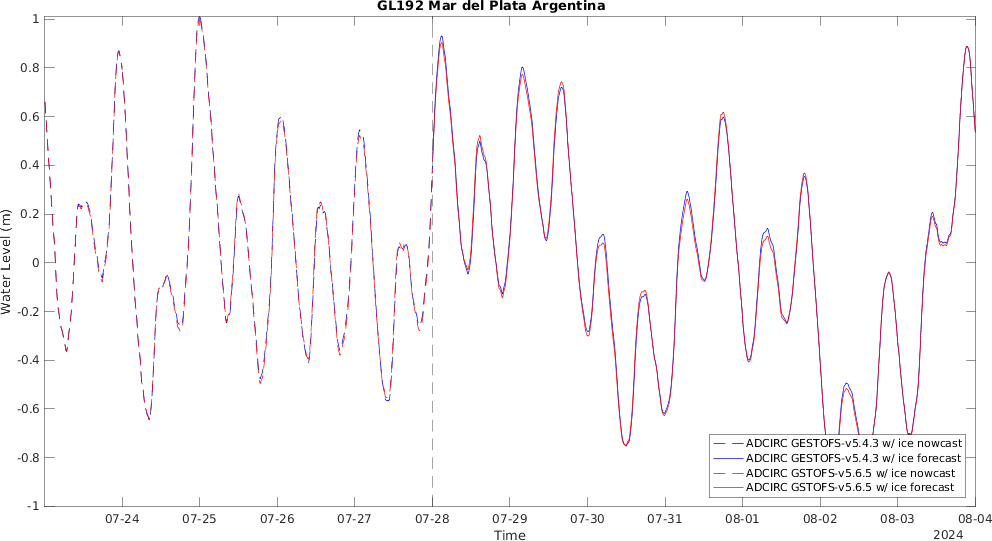 GL192 Mar del Plata Argentina
1
0.8
0.6
0.4
0.2
0
-0.2
-0.4
-0.6
-0.8
-1
Water Level (m)
ADCIRC GESTOFS-v5.4.3 w/ ice nowcast
ADCIRC GESTOFS-v5.4.3 w/ ice forecast
ADCIRC GSTOFS-v5.6.5 w/ ice nowcast
ADCIRC GSTOFS-v5.6.5 w/ ice forecast
07-24 07-25 07-26 07-27 07-28 07-29 07-30 07-31 08-01 08-02 08-03 08-04
Time
2024